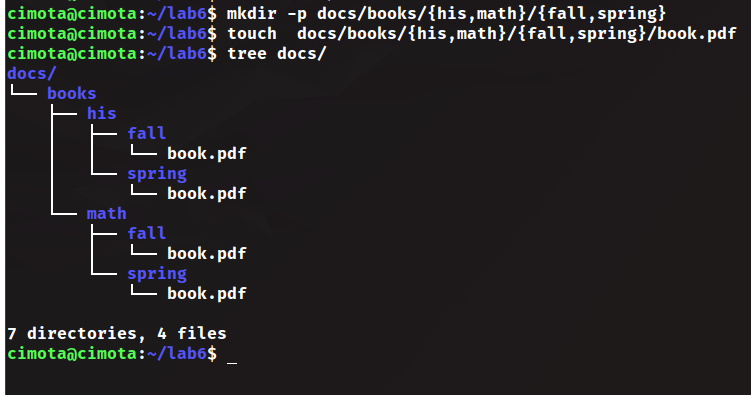 cimota@cimota:~/lab6$ mkdir -p docs/books/{his,math}/{fall,spring}
cimota@cimota:~/lab6$ touch  docs/books/{his,math}/{fall,spring}/book.pdf
cimota@cimota:~/lab6$ tree docs/
docs/
└── books
    ├── his
    │   ├── fall
    │   │   └── book.pdf
    │   └── spring
    │       └── book.pdf
    └── math
        ├── fall
        │   └── book.pdf
        └── spring
            └── book.pdf

7 directories, 4 files
cimota@cimota:~/lab6$ _